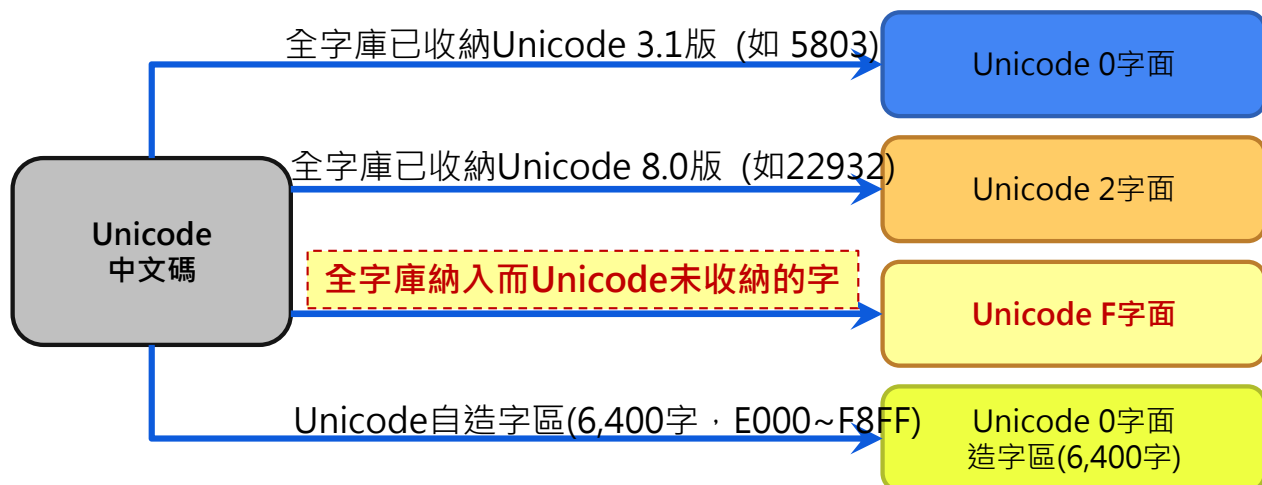 全字庫已收納Unicode 3.1版 (如 5803)
Unicode 0字面
全字庫已收納Unicode 8.0版 (如22932)
Unicode 2字面
Unicode
中文碼
全字庫納入而Unicode未收納的字
Unicode F字面
Unicode自造字區(6,400字，E000~F8FF)
Unicode 0字面
造字區(6,400字)